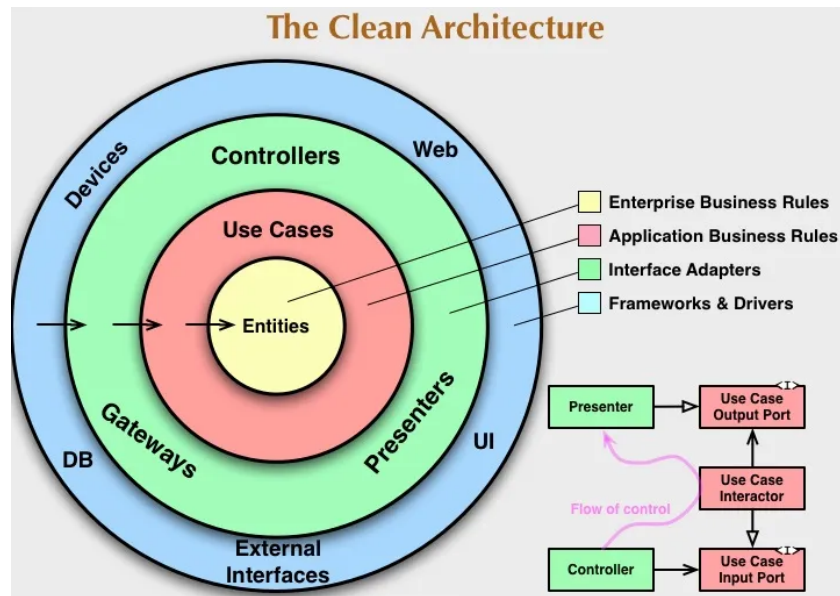 The Clean Architecture
Devices
Web
Controllers
Use Cases
Entities
Gateways
Presenters
DB
UI
External
Interfaces
Enterprise Business Rules
Application Business Rules
Interface Adapters
Frameworks & Drivers
Presenter
<I>
Use Case
Output Port
Use Case
Interactor
Flow of control
Controller
<I>
Use Case
Input Port